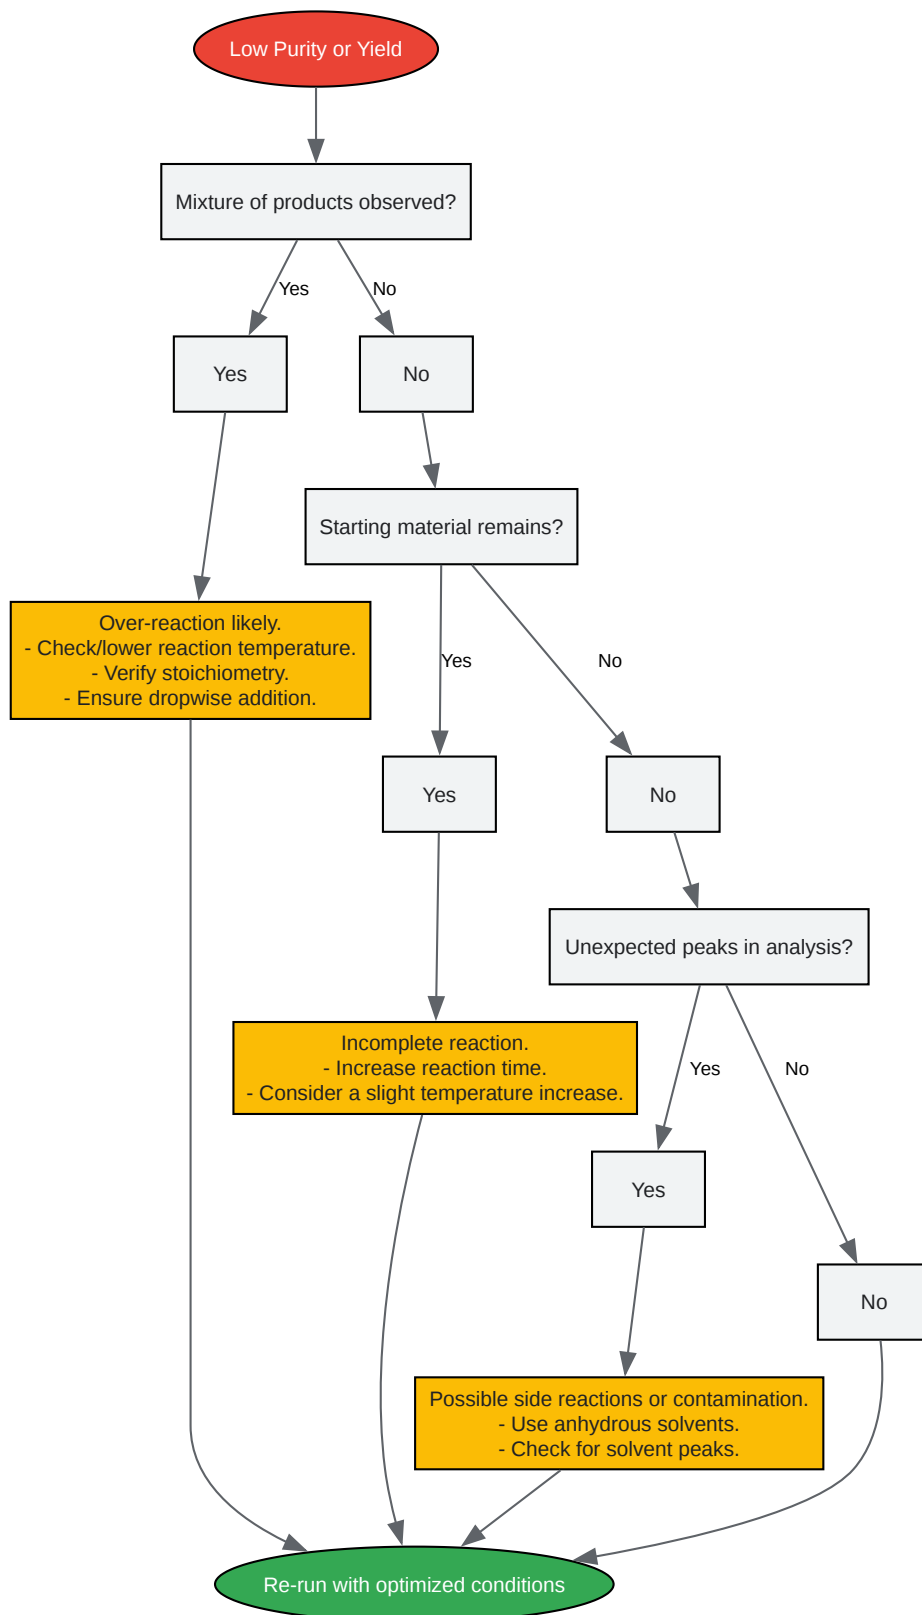 Low Purity or Yield
Mixture of products observed?
Yes
No
Yes
No
Starting material remains?
Over-reaction likely.
- Check/lower reaction temperature.
- Verify stoichiometry.
- Ensure dropwise addition.
Yes
No
Yes
No
Unexpected peaks in analysis?
Incomplete reaction.
- Increase reaction time.
- Consider a slight temperature increase.
Yes
No
Yes
No
Possible side reactions or contamination.
- Use anhydrous solvents.
- Check for solvent peaks.
Re-run with optimized conditions